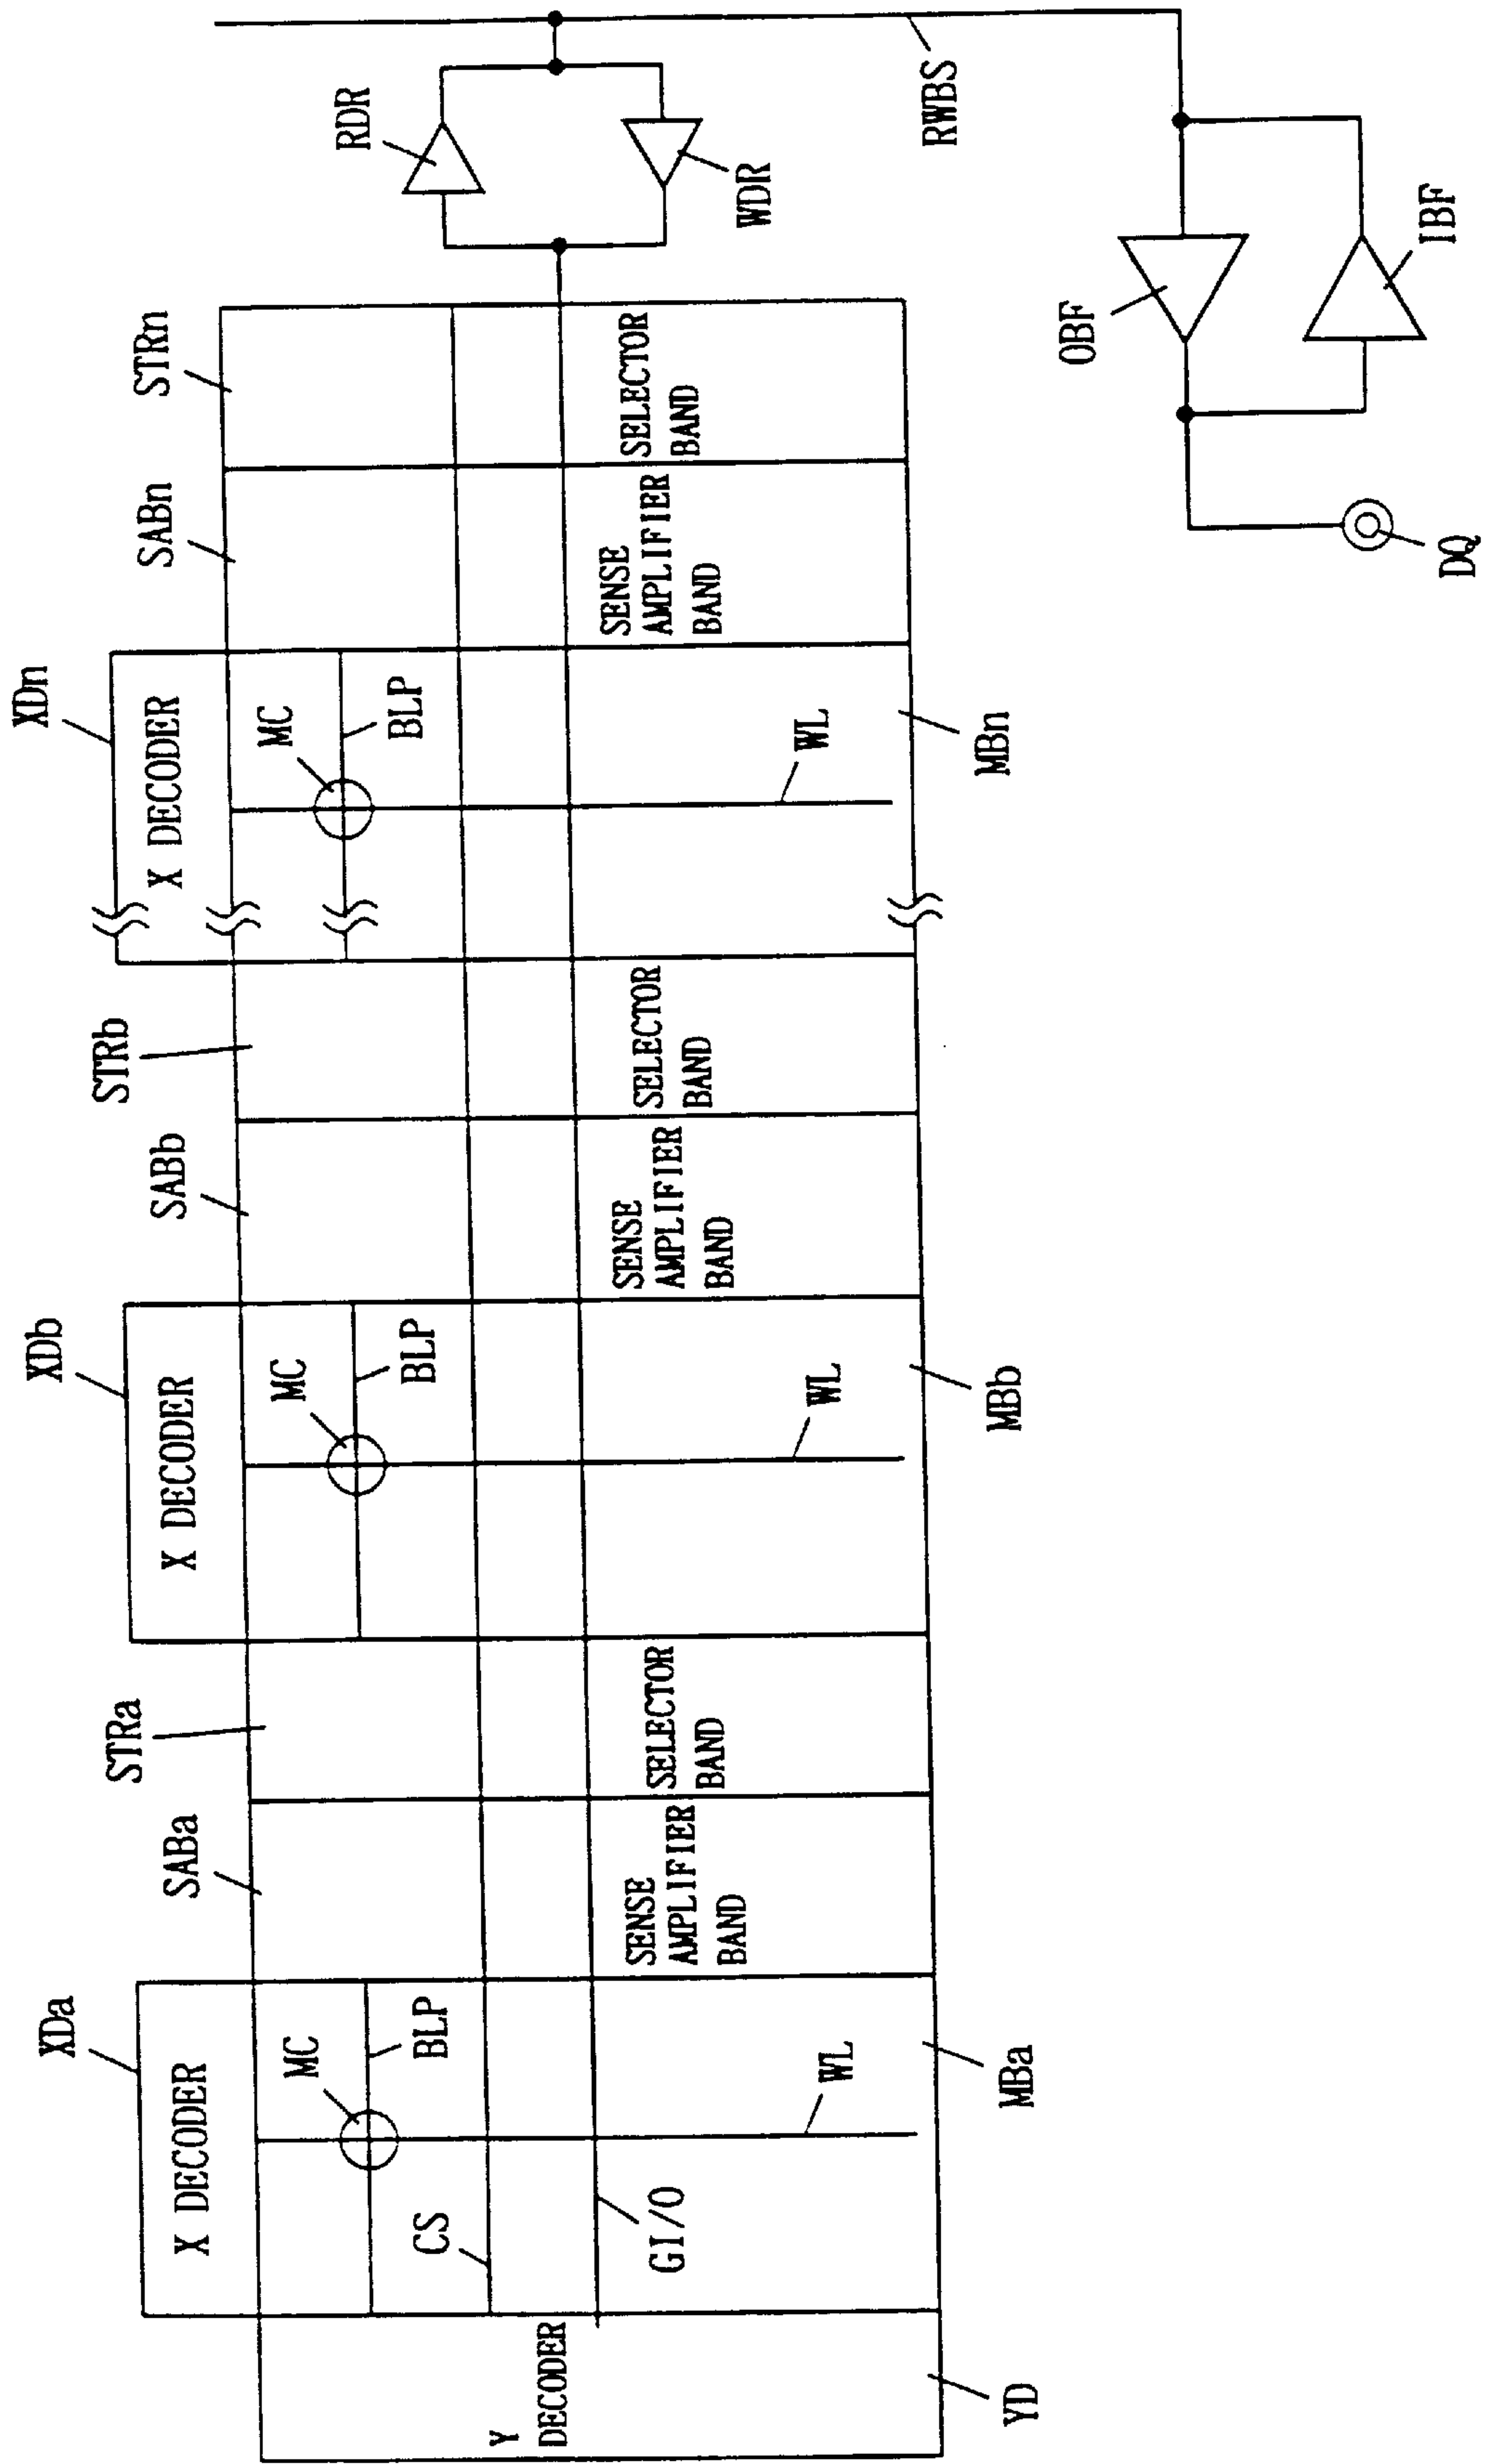 XDa
XDb
XDn
SABa
STRa
SABb
STRb
SABn
STRn
X DECODER
X DECODER
X DECODER
MC
MC
MC
RDR
BLP
BLP
BLP
CS
Y
DECODER
GI/O
SENSE
AMPLIFIER
BAND
SELECTOR
BAND
SENSE
AMPLIFIER
BAND
SELECTOR
BAND
SENSE
AMPLIFIER
BAND
SELECTOR
BAND
WDR
WL
WL
WL
RWBS
YD
MBa
MBb
MBn
OBF
IBF
DQ